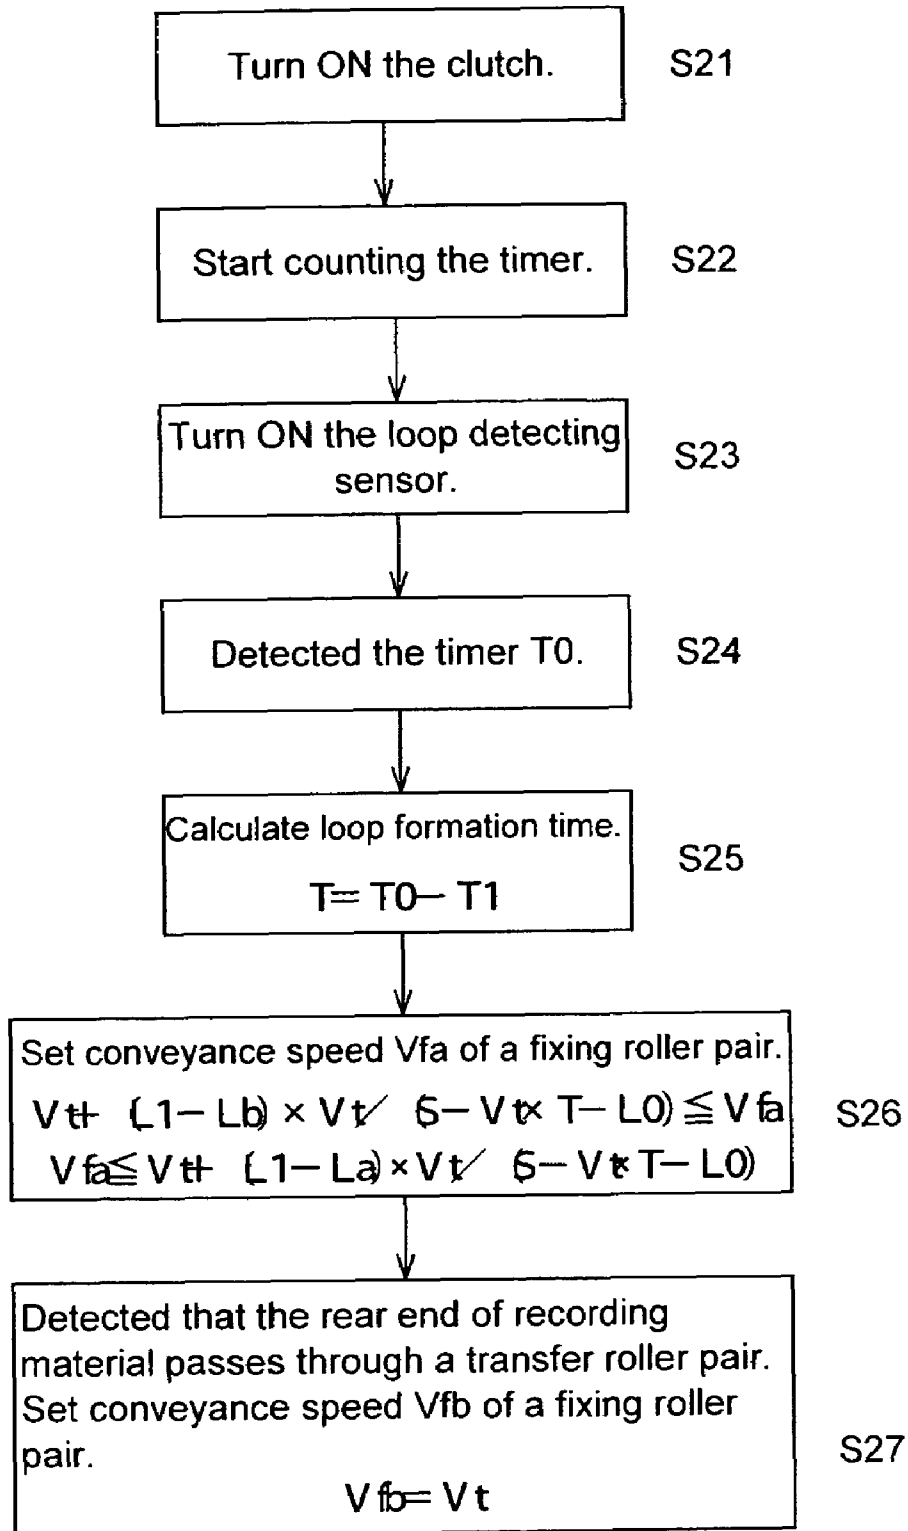 Turn ON the clutch.
S21
Start counting the timer.
S22
Turn ON the loop detecting
sensor.
S23
Detected the timer T0.
S24
Calculate loop formation time.
T=T0-T1
S25
Set conveyance speed Vfa of a fixing roller pair.
Vt+(L1-Lb)×Vt/(S-Vt×T-L0)≦Vfa
Vfa≦Vt+(L1-La)×Vt/(S-Vt×T-L0)
S26
Detected that the rear end of recording
material passes through a transfer roller pair.
Set conveyance speed Vfb of a fixing roller
pair.
Vfb=Vt
S27